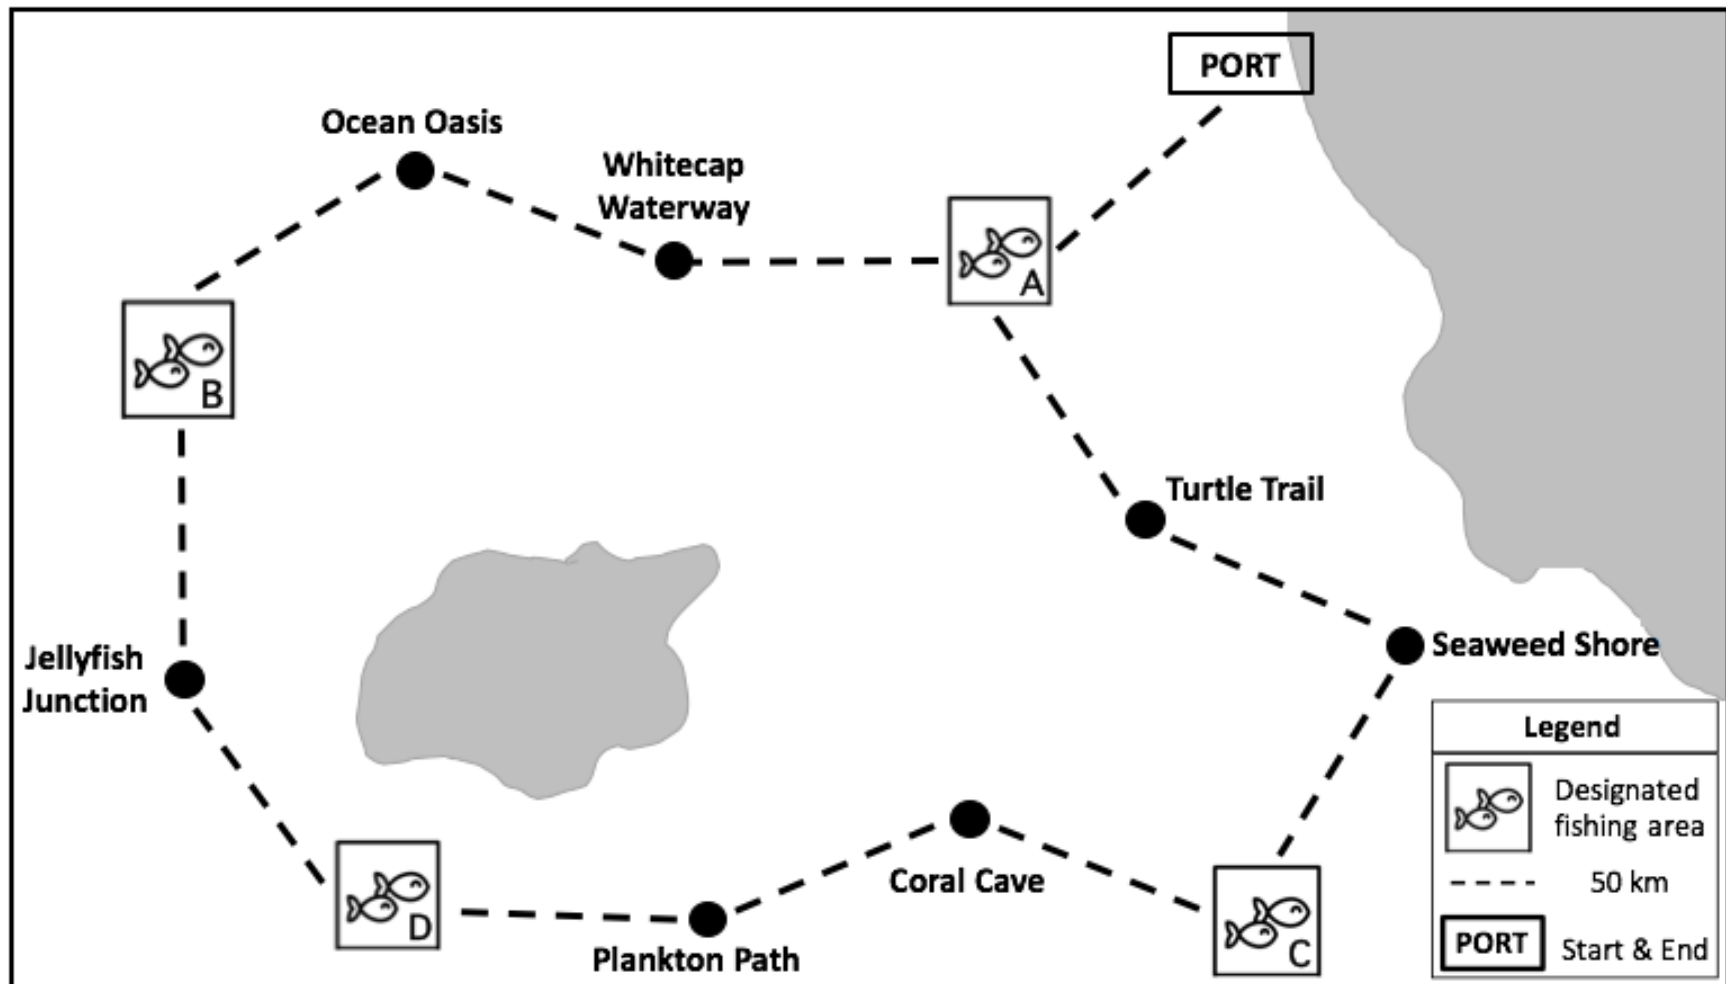 PORT
Ocean Oasis
Whitecap
Waterway
A
B
Turtle Trail
Jellyfish
Junction
Seaweed Shore
Coral Cave
D
Plankton Path
C
Legend
Designated
fishing area
50 km
PORT Start & End